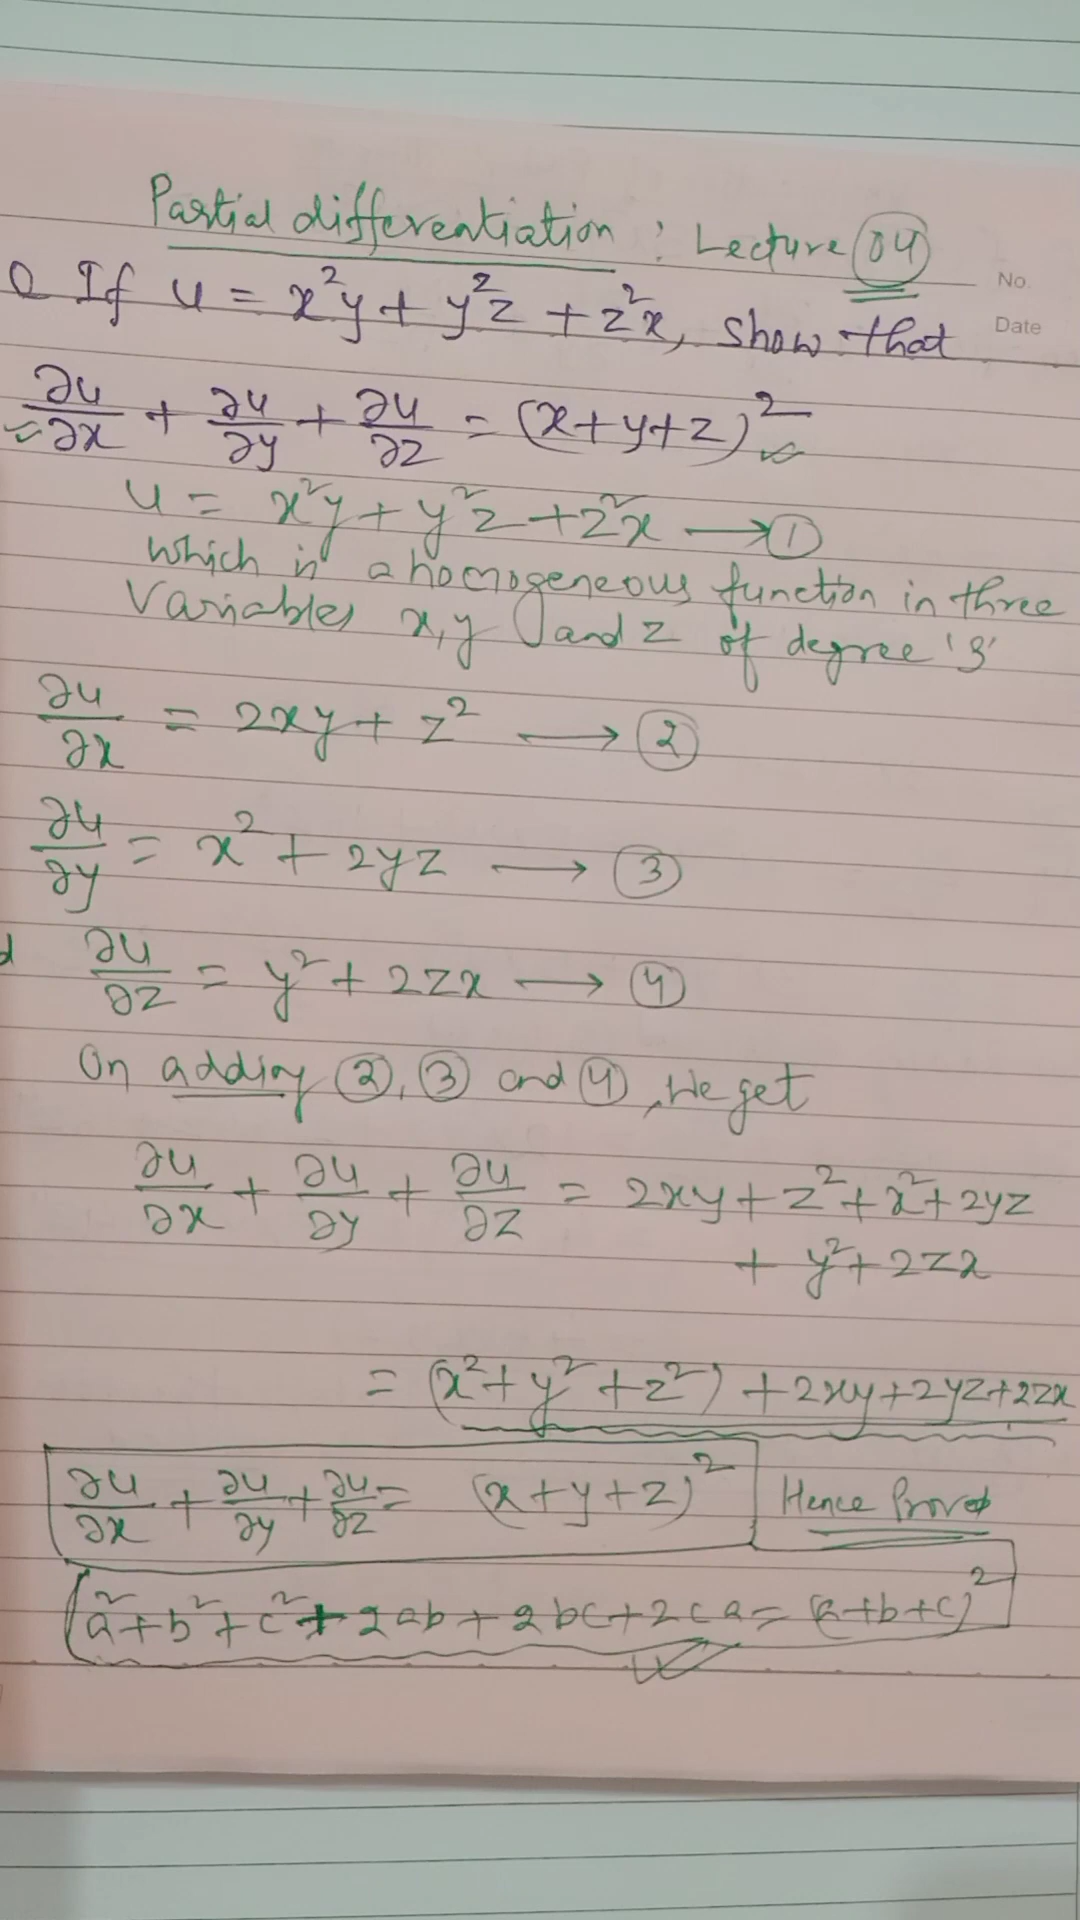 Partial differentiation : Lecture 04
No.
Q If u = x²y + y²z + z²x, show that
Date
∂u/∂x + ∂u/∂y + ∂u/∂z = (x+y+z)²
u = x²y + y²z + z²x → ①
which is a homogeneous function in three
Variables x, y and z of degree '3'
∂u/∂x = 2xy + z² → ②
∂u/∂y = x² + 2yz → ③
d ∂u/∂z = y² + 2zx → ④
On adding ②, ③ and ④, We get
∂u/∂x + ∂u/∂y + ∂u/∂z = 2xy + z² + x² + 2yz
+ y² + 2zx
= (x² + y² + z²) + 2xy + 2yz + 2zx
∂u/∂x + ∂u/∂y + ∂u/∂z = (x+y+z)² Hence Proved
a² + b² + c² + 2ab + 2bc + 2ca = (a+b+c)²